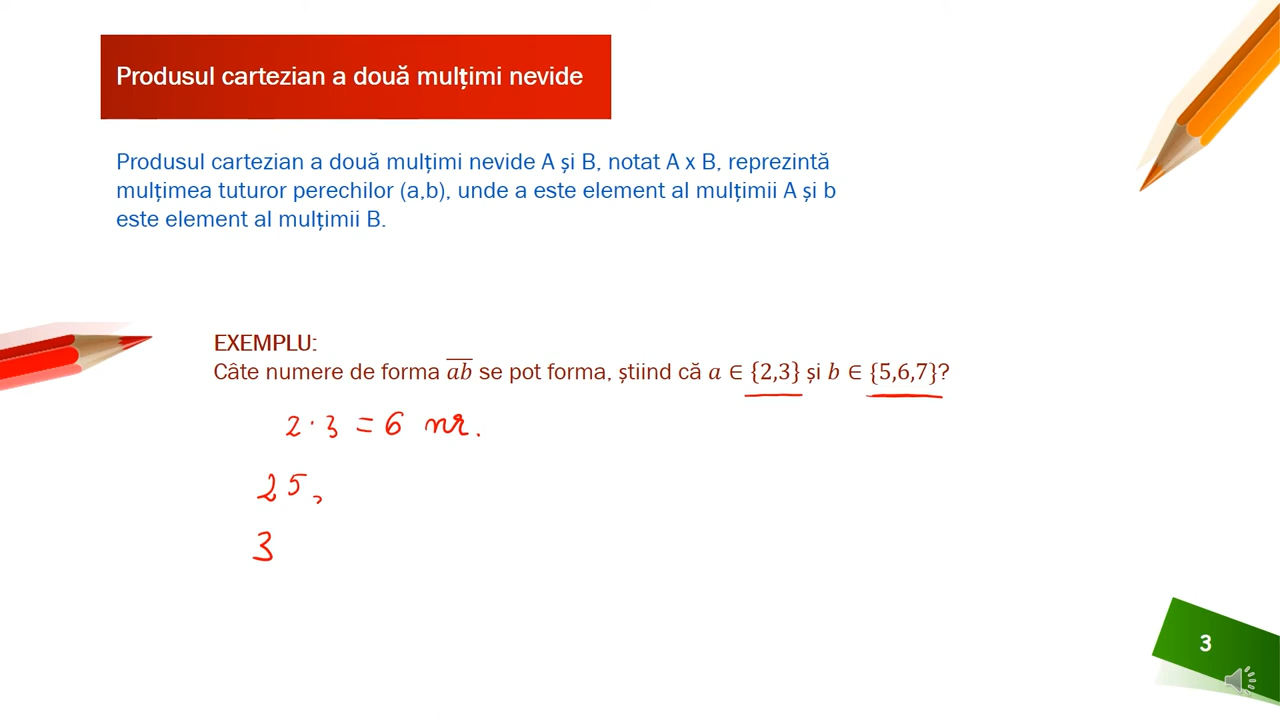 Produsul cartezian a două mulțimi nevide
Produsul cartezian a două mulțimi nevide A și B, notat A x B, reprezintă
mulțimea tuturor perechilor (a,b), unde a este element al mulțimii A și b
este element al mulțimii B.
EXEMPLU:
Câte numere de forma \overline{ab} se pot forma, știind că a ∈ {2,3} și b ∈ {5,6,7}?
2 · 3 = 6 nr.
25,
3
3